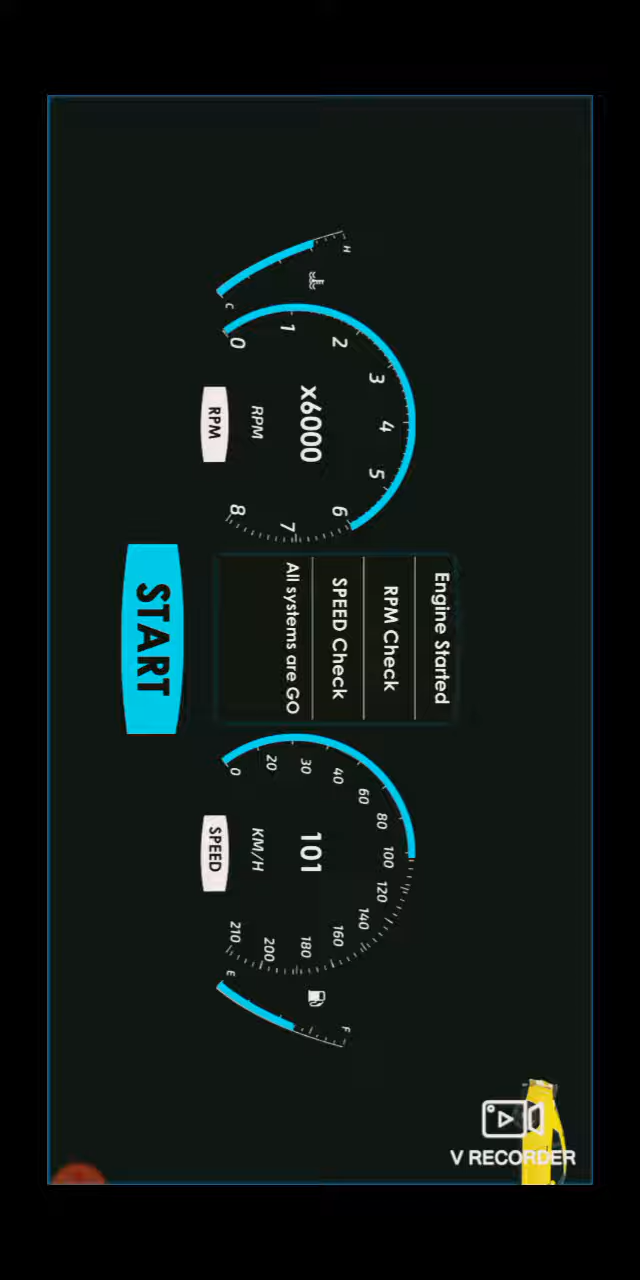 H
C
0
1
2
3
4
5
6
7
8
x6000
RPM
RPM
Engine Started
RPM Check
SPEED Check
All systems are GO
START
0
20
30
40
60
80
100
120
140
160
180
200
210
101
KM/H
SPEED
E
F
V RECORDER